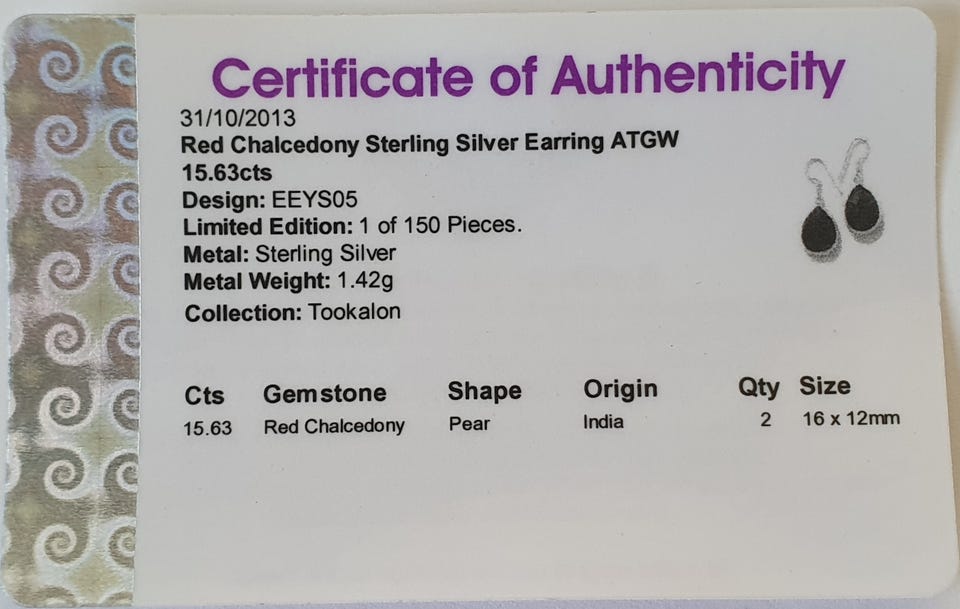 Certificate of Authenticity
31/10/2013
Red Chalcedony Sterling Silver Earring ATGW
15.63cts
Design: EEYS05
Limited Edition: 1 of 150 Pieces.
Metal: Sterling Silver
Metal Weight: 1.42g
Collection: Tookalon
Cts Gemstone Shape Origin Qty Size
15.63 Red Chalcedony Pear India 2 16 x 12mm